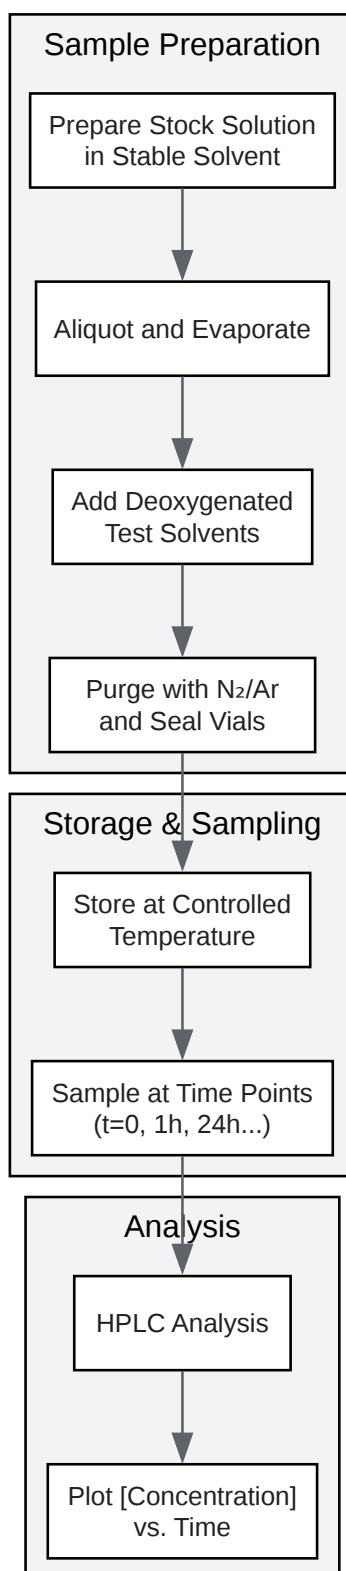 Sample Preparation
Prepare Stock Solution
in Stable Solvent
Aliquot and Evaporate
Add Deoxygenated
Test Solvents
Purge with N₂/Ar
and Seal Vials
Storage & Sampling
Store at Controlled
Temperature
Sample at Time Points
(t=0, 1h, 24h...)
Analysis
HPLC Analysis
Plot [Concentration]
vs. Time